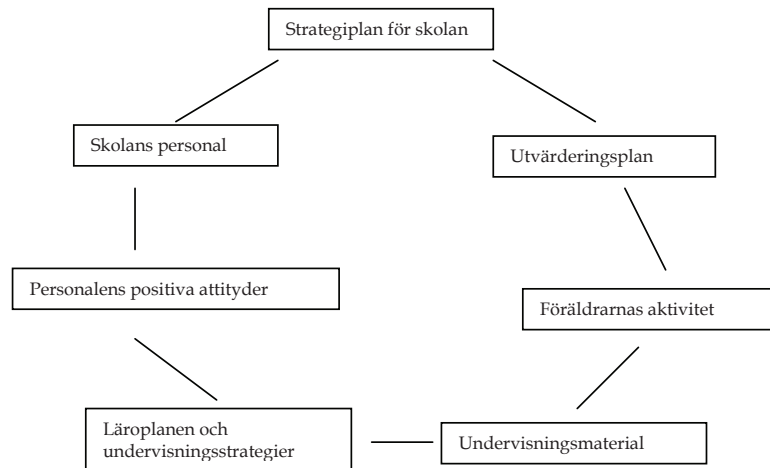 Strategiplan för skolan
Skolans personal
Utvärderingsplan
Personalens positiva attityder
Föräldrarnas aktivitet
Läroplanen och
undervisningsstrategier
Undervisningsmaterial